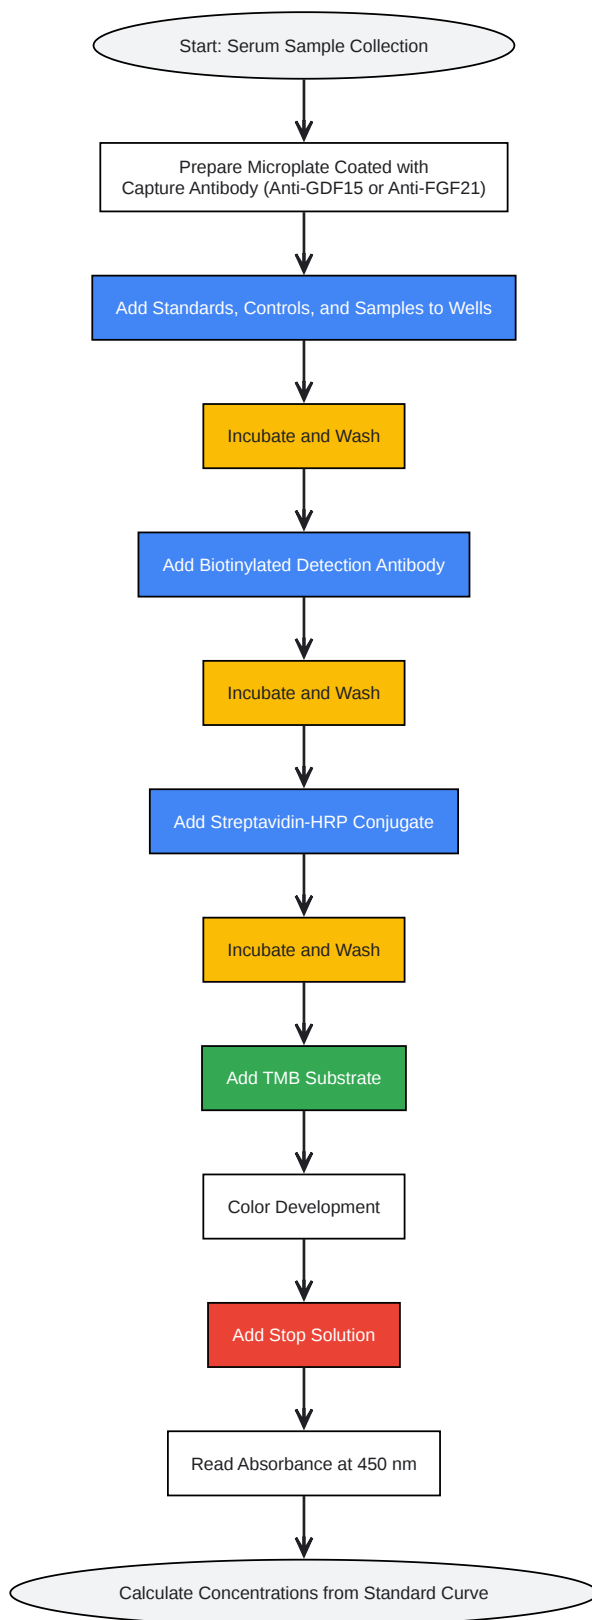 Start: Serum Sample Collection
Prepare Microplate Coated with
Capture Antibody (Anti-GDF15 or Anti-FGF21)
Add Standards, Controls, and Samples to Wells
Incubate and Wash
Add Biotinylated Detection Antibody
Incubate and Wash
Add Streptavidin-HRP Conjugate
Incubate and Wash
Add TMB Substrate
Color Development
Add Stop Solution
Read Absorbance at 450 nm
Calculate Concentrations from Standard Curve